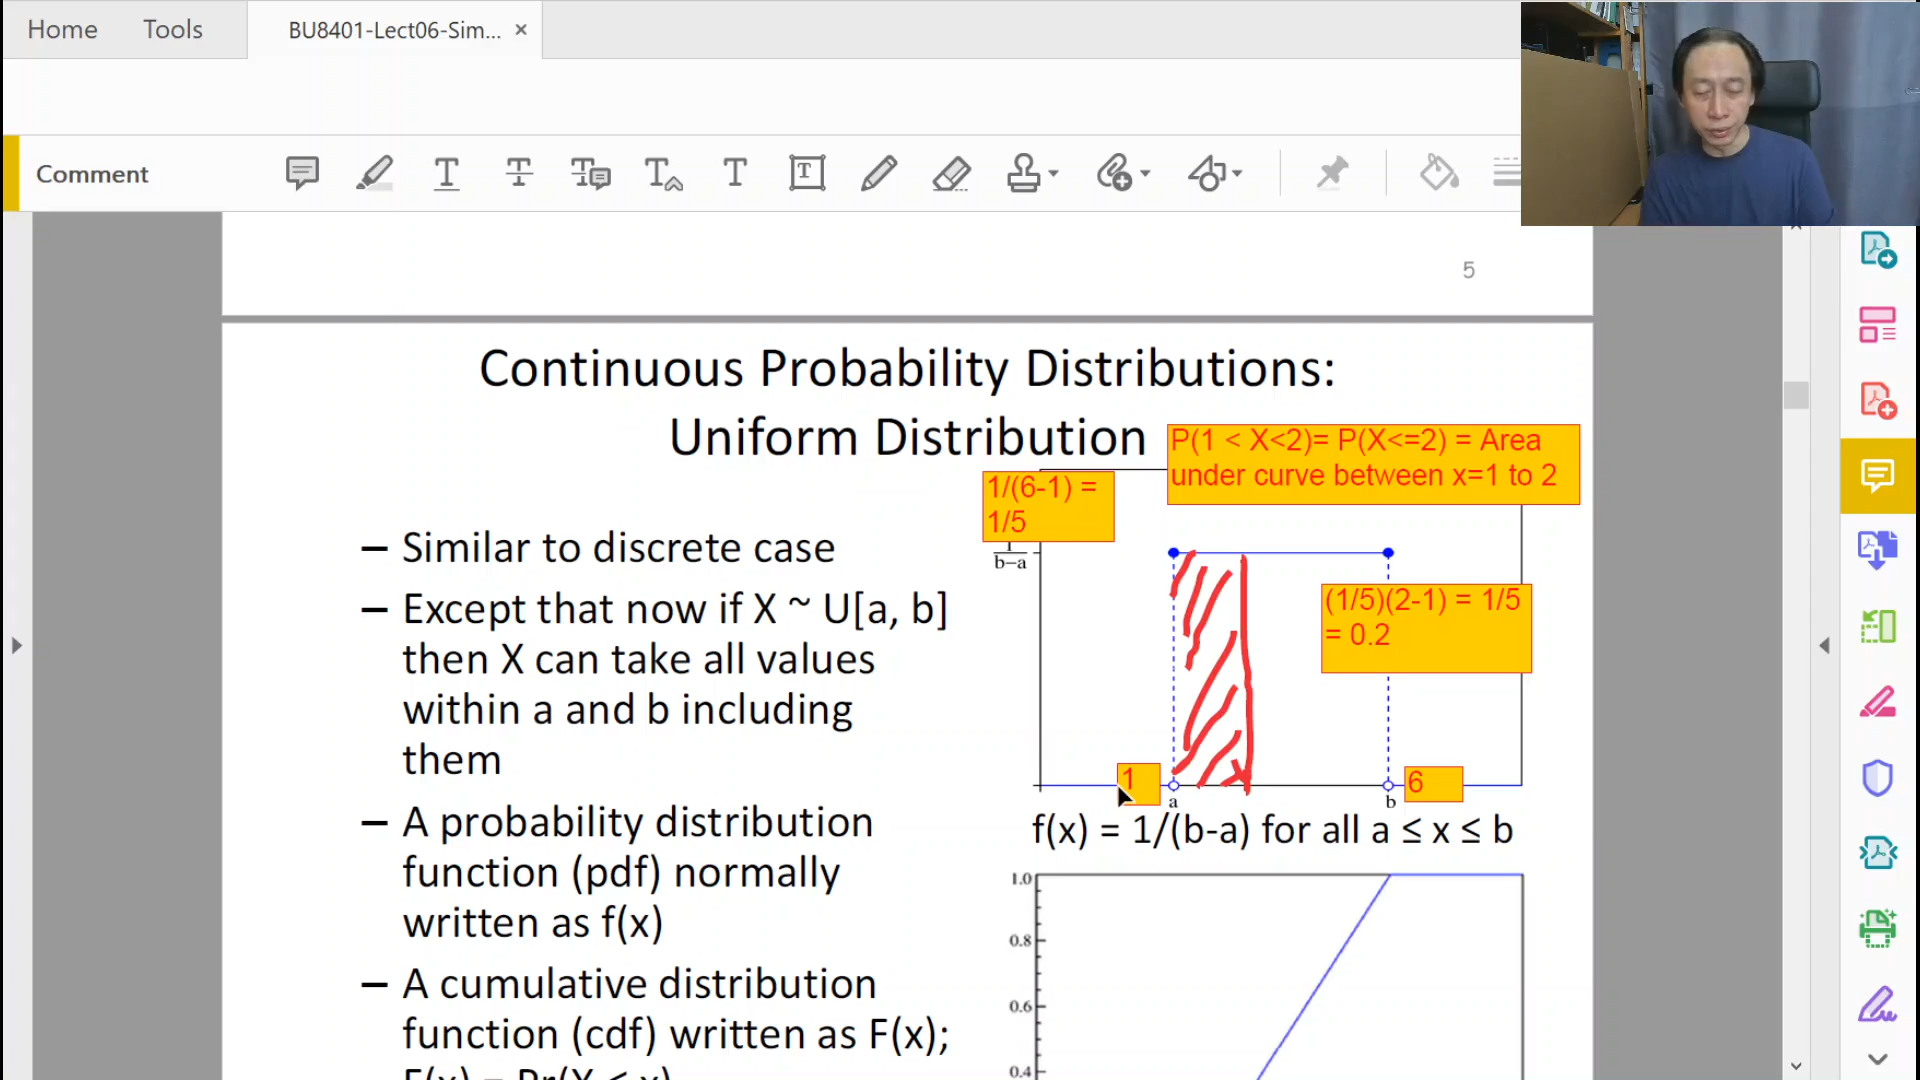 Home
Tools
BU8401-Lect06-Sim...
Comment
5
Continuous Probability Distributions:
Uniform Distribution
P(1 < X<2)= P(X<=2) = Area
under curve between x=1 to 2
1/(6-1) =
1/5
b–a
– Similar to discrete case
– Except that now if X ~ U[a, b]
then X can take all values
within a and b including
them
– A probability distribution
function (pdf) normally
written as f(x)
– A cumulative distribution
function (cdf) written as F(x);
(1/5)(2-1) = 1/5
= 0.2
1
6
a
b
f(x) = 1/(b-a) for all a ≤ x ≤ b
1.0
0.8
0.6
0.4